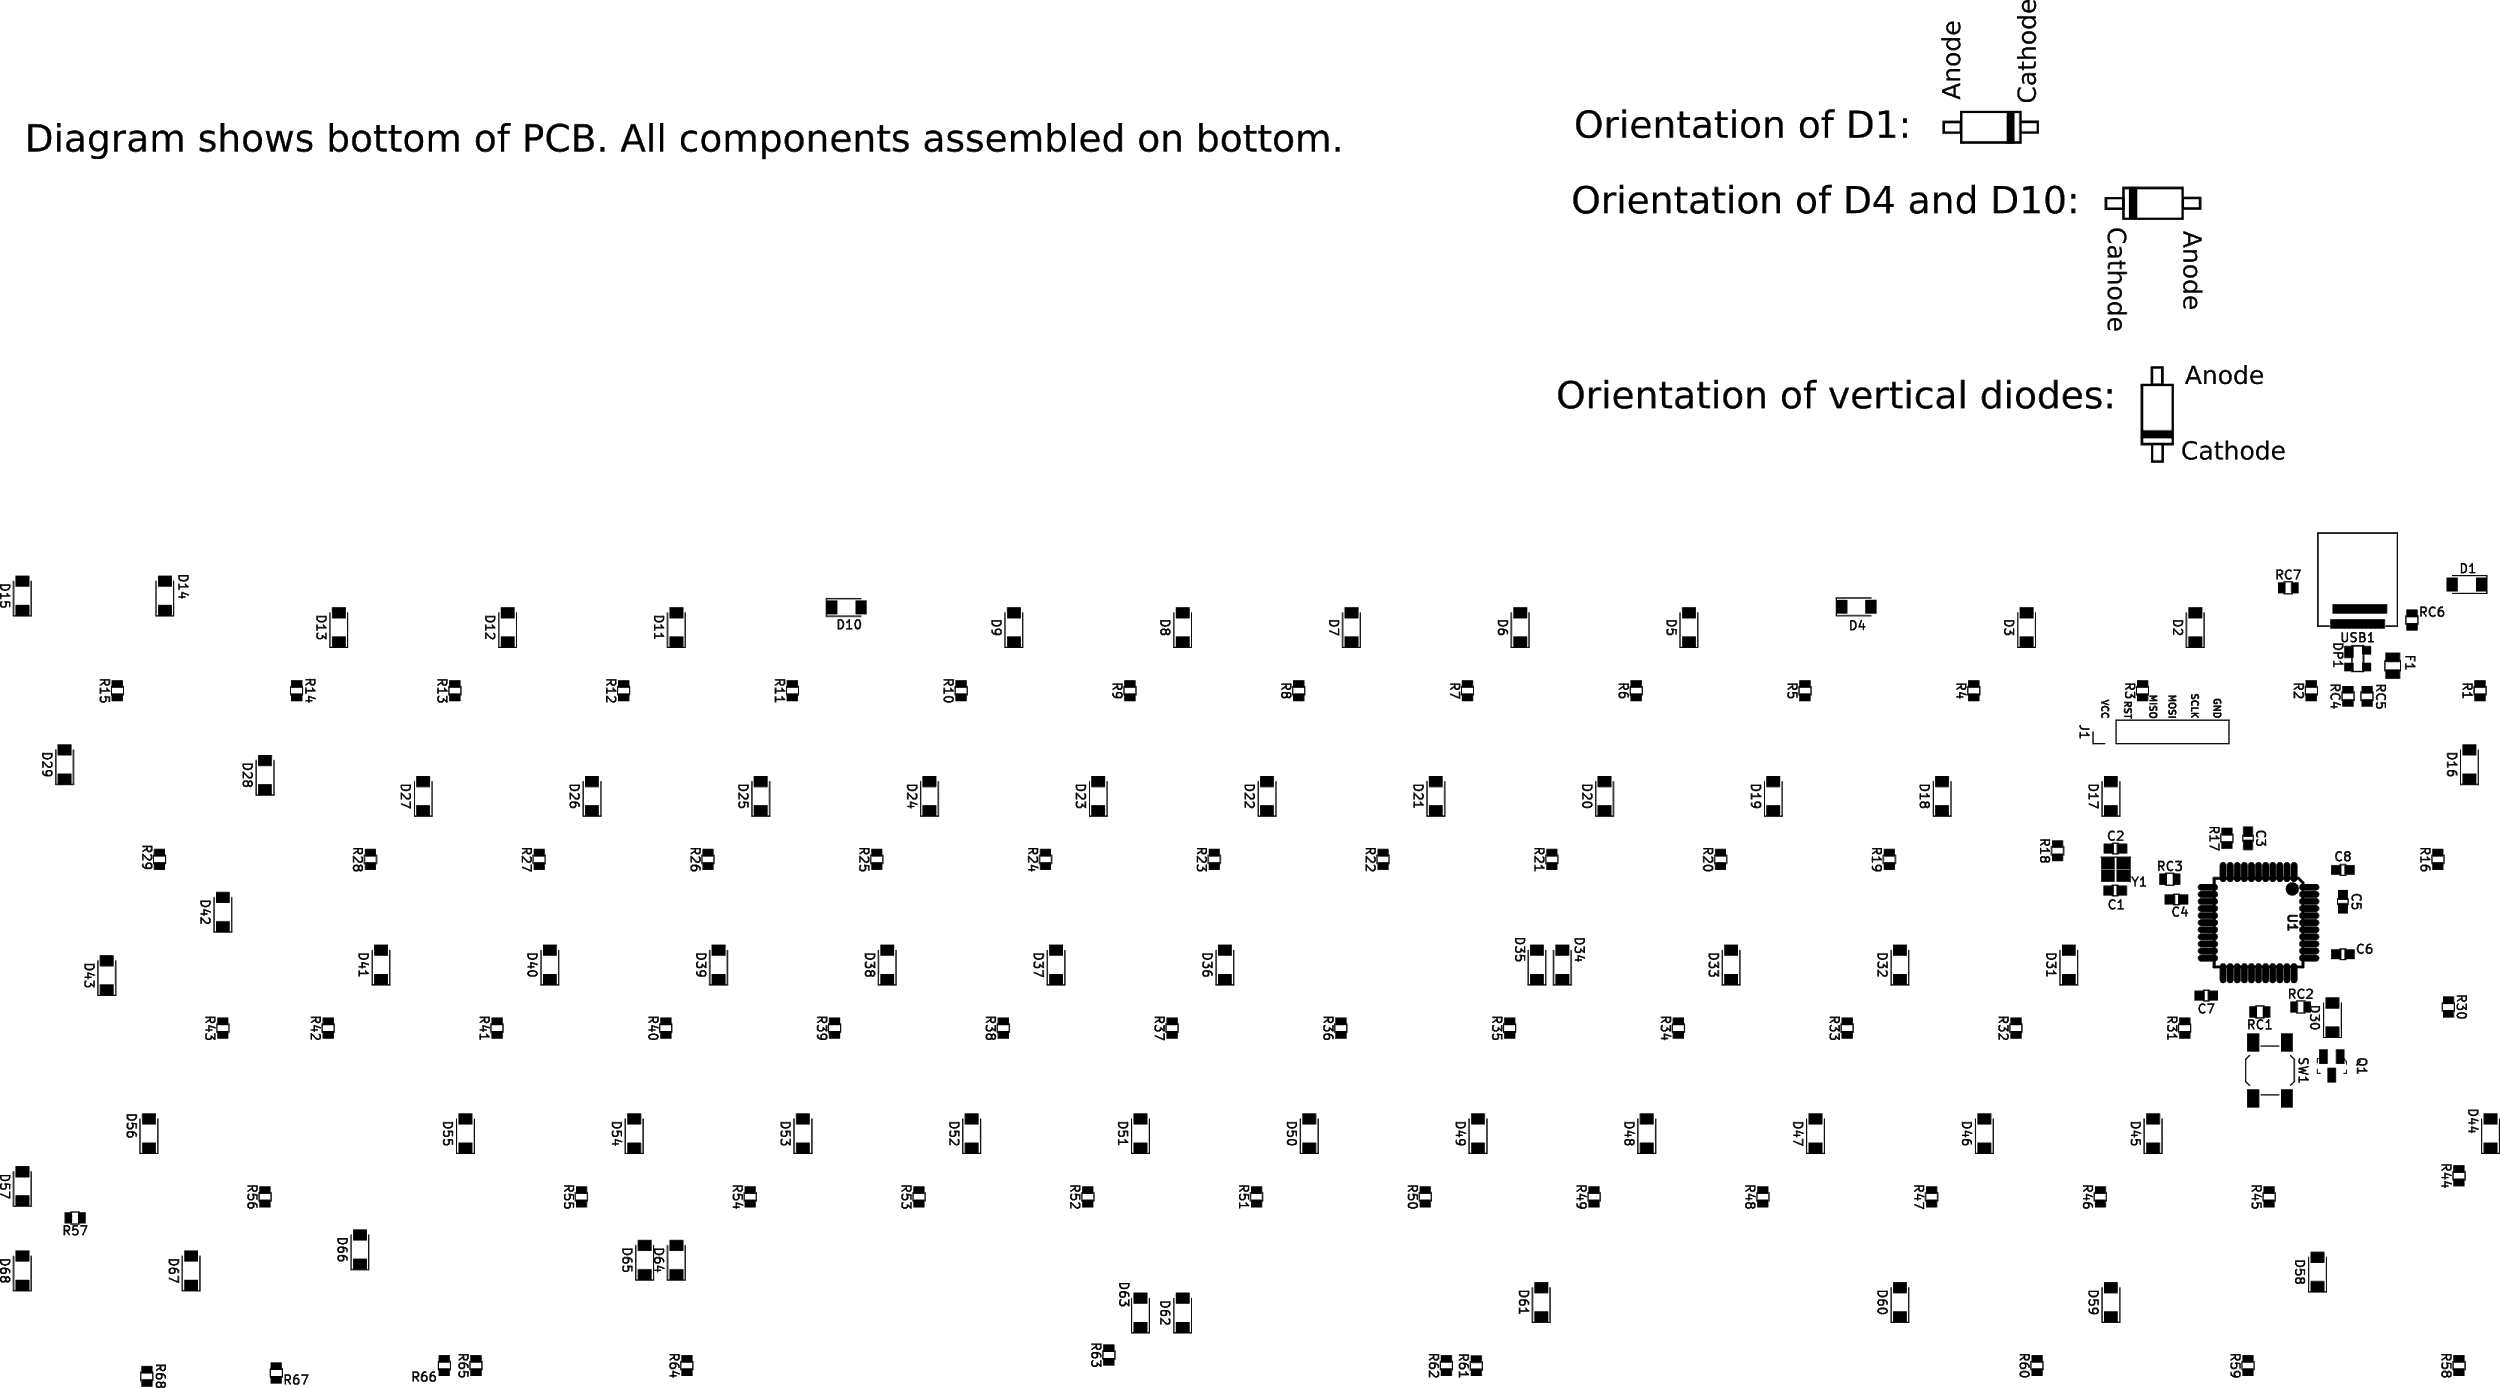 Anode
Cathode
Diagram shows bottom of PCB. All components assembled on bottom.
Orientation of D1:
Orientation of D4 and D10:
Cathode
Anode
Orientation of vertical diodes:
Anode
Cathode
D15
D14
D13
D12
D11
D10
D9
D8
D7
D6
D5
D4
D3
D2
RC7
D1
RC6
USB1
DP1
F1
R15
R14
R13
R12
R11
R10
R9
R8
R7
R6
R5
R4
R3
R2
RC4
RC5
R1
VCC
RST
MISO
MOSI
SCLK
GND
J1
D29
D28
D27
D26
D25
D24
D23
D22
D21
D20
D19
D18
D17
D16
R29
R28
R27
R26
R25
R24
R23
R22
R21
R20
R19
R18
C2
R17
C3
C8
R16
RC3
Y1
C1
C4
C5
U1
C6
D42
D43
D41
D40
D39
D38
D37
D36
D35
D34
D33
D32
D31
C7
RC2
D30
R30
RC1
R43
R42
R41
R40
R39
R38
R37
R36
R35
R34
R33
R32
R31
SW1
Q1
D56
D55
D54
D53
D52
D51
D50
D49
D48
D47
D46
D45
D44
D57
R56
R55
R54
R53
R52
R51
R50
R49
R48
R47
R46
R45
R44
R57
D68
D67
D66
D65
D64
D63
D62
D61
D60
D59
D58
R68
R67
R66
R65
R64
R63
R62
R61
R60
R59
R58